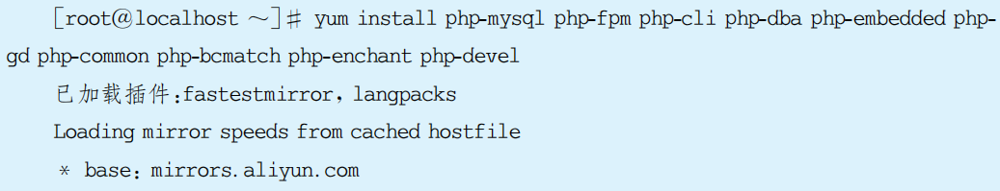 [root@localhost ～]# yum install php-mysql php-fpm php-cli php-dba php-embedded php-
gd php-common php-bcmatch php-enchant php-devel
已加载插件:fastestmirror, langpacks
Loading mirror speeds from cached hostfile
* base: mirrors.aliyun.com